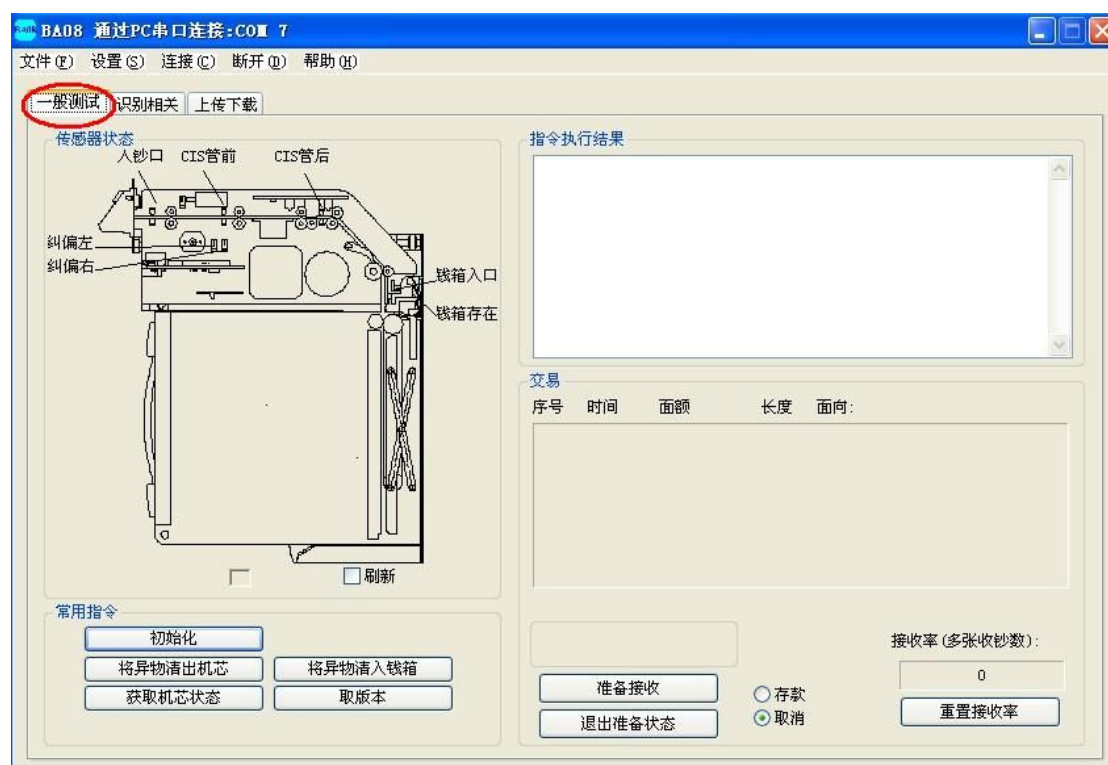 BA08 通过PC串口连接:COM 7
文件(F) 设置(S) 连接(C) 断开(D) 帮助(H)
一般测试 识别相关 上传下载
传感器状态
入钞口 CIS管前 CIS管后
纠偏左
纠偏右
钱箱入口
钱箱存在
刷新
常用指令
初始化
将异物清出机芯 将异物清入钱箱
获取机芯状态 取版本
指令执行结果
交易
序号 时间 面额 长度 面向:
接收率(多张收钞数):
准备接收 存款 0
退出准备状态 取消 重置接收率